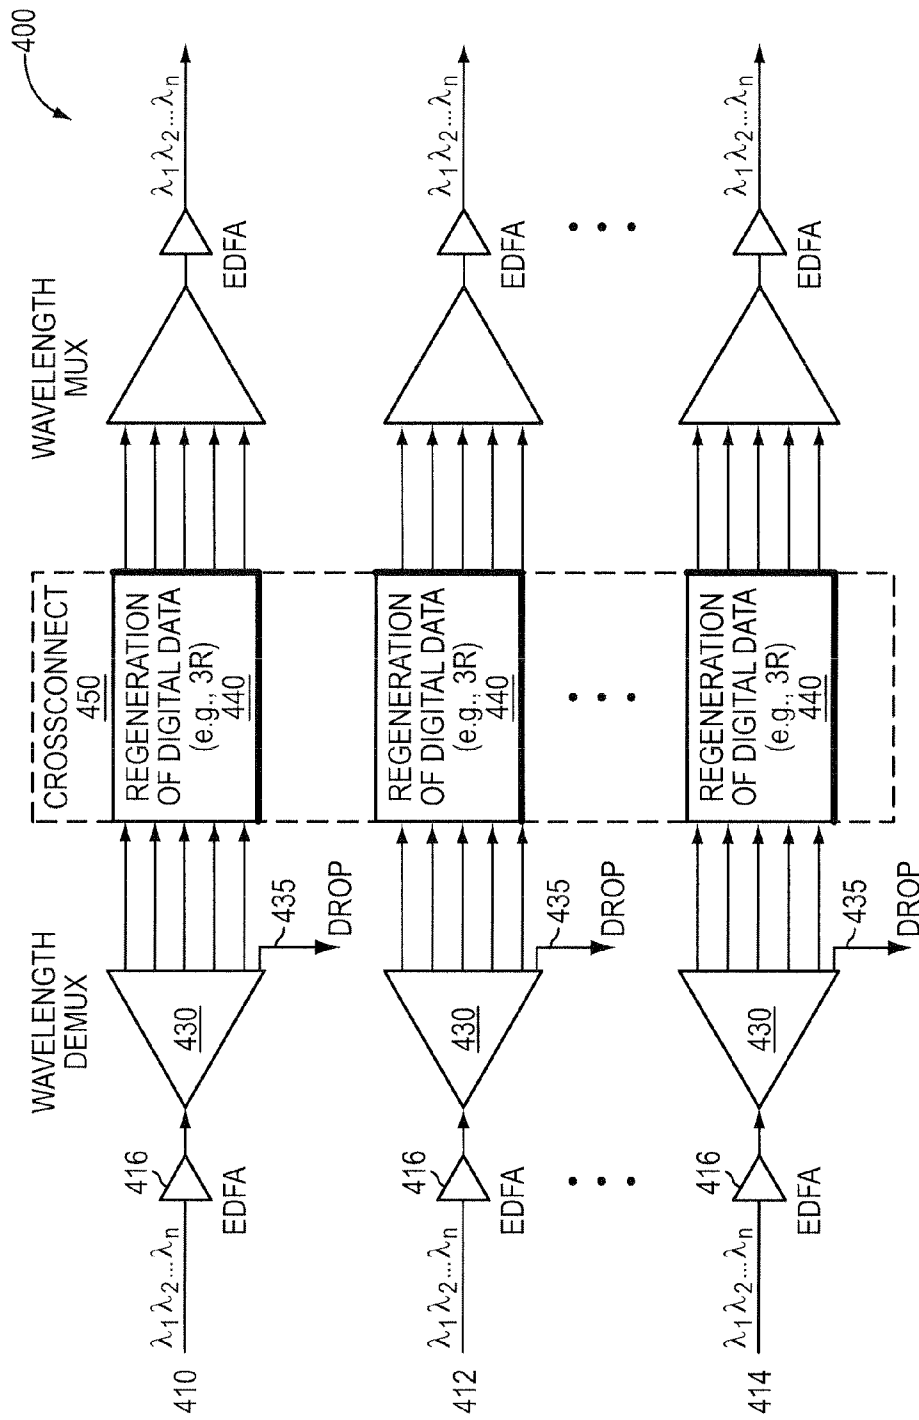 400
WAVELENGTH
DEMUX
CROSSCONNECT
450
WAVELENGTH
MUX
410
λ1 λ2...λn
416
EDFA
430
435
DROP
REGENERATION
OF DIGITAL DATA
(e.g., 3R)
440
EDFA
λ1 λ2...λn
412
λ1 λ2...λn
416
EDFA
430
435
DROP
REGENERATION
OF DIGITAL DATA
(e.g., 3R)
440
EDFA
λ1 λ2...λn
414
λ1 λ2...λn
416
EDFA
430
435
DROP
REGENERATION
OF DIGITAL DATA
(e.g., 3R)
440
EDFA
λ1 λ2...λn